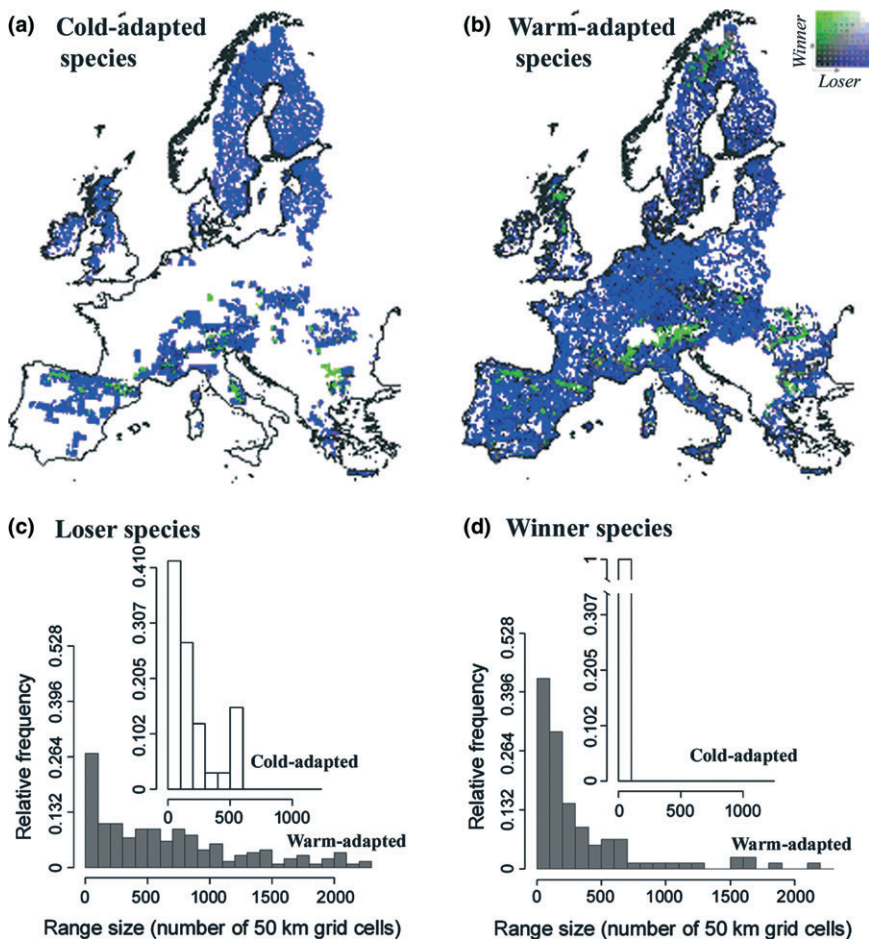 (a) Cold-adapted
species
(b) Warm-adapted
species
Winner
Loser
(c) Loser species
Relative frequency
0.528
0.396
0.264
0.132
0
0.410
0.307
0.205
0.102
0
Cold-adapted
0 500 1000
Warm-adapted
0 500 1000 1500 2000
Range size (number of 50 km grid cells)
(d) Winner species
Relative frequency
0.528
0.396
0.264
0.132
0
1
0.307
0.205
0.102
0
Cold-adapted
0 500 1000
Warm-adapted
0 500 1000 1500 2000
Range size (number of 50 km grid cells)